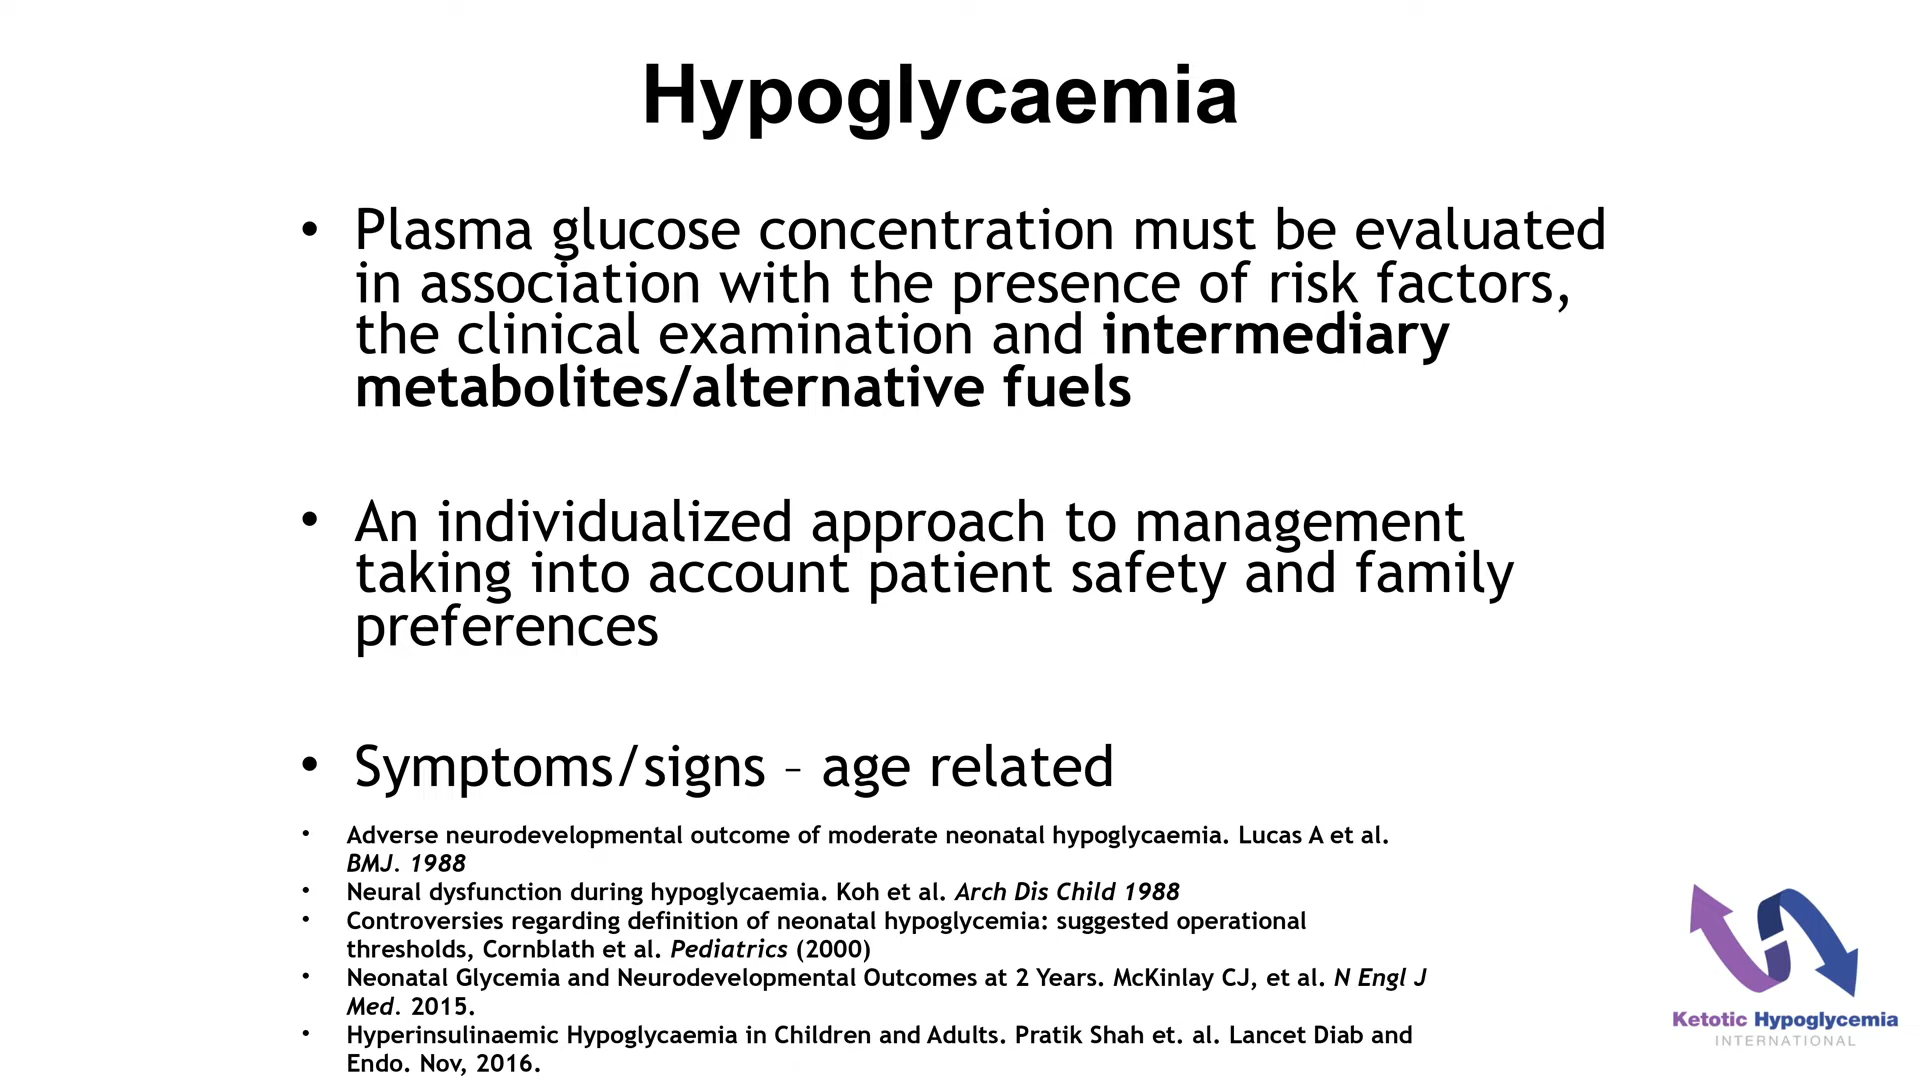 Hypoglycaemia
• Plasma glucose concentration must be evaluated
in association with the presence of risk factors,
the clinical examination and intermediary
metabolites/alternative fuels
• An individualized approach to management
taking into account patient safety and family
preferences
• Symptoms/signs – age related
• Adverse neurodevelopmental outcome of moderate neonatal hypoglycaemia. Lucas A et al.
BMJ. 1988
• Neural dysfunction during hypoglycaemia. Koh et al. Arch Dis Child 1988
• Controversies regarding definition of neonatal hypoglycemia: suggested operational
thresholds, Cornblath et al. Pediatrics (2000)
• Neonatal Glycemia and Neurodevelopmental Outcomes at 2 Years. McKinlay CJ, et al. N Engl J
Med. 2015.
• Hyperinsulinaemic Hypoglycaemia in Children and Adults. Pratik Shah et. al. Lancet Diab and
Endo. Nov, 2016.
Ketotic Hypoglycemia
INTERNATIONAL